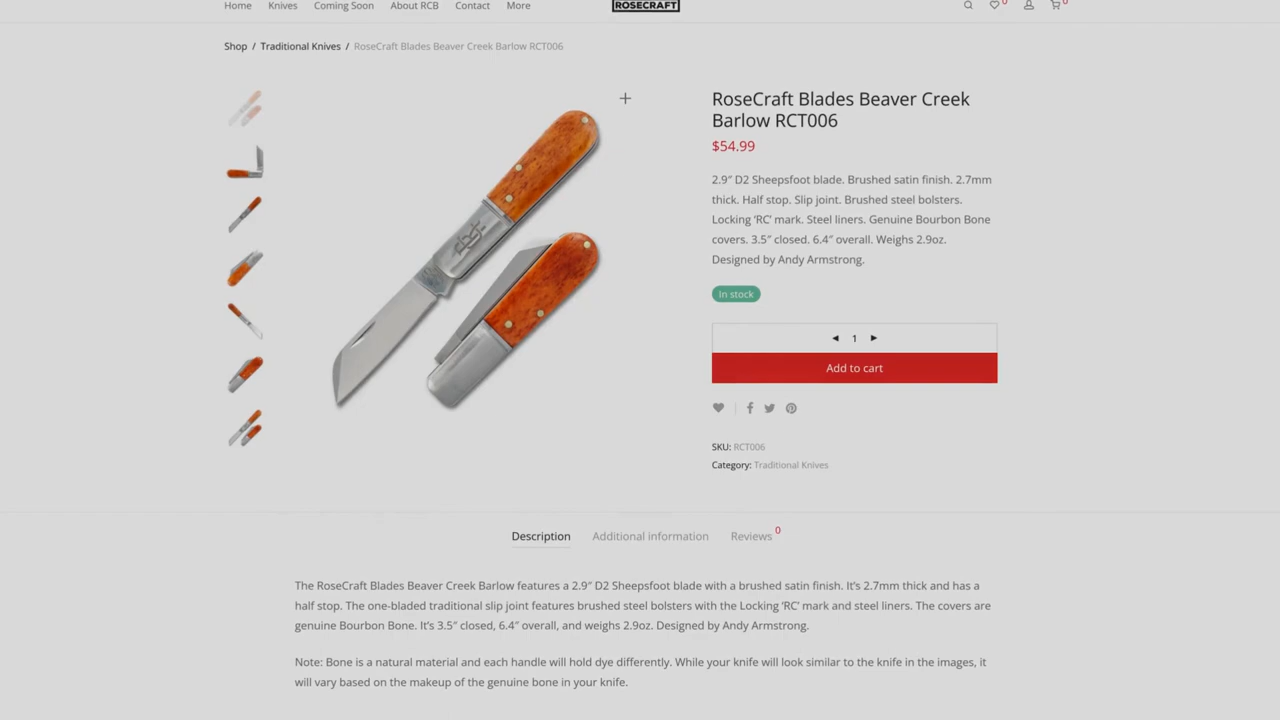 Home Knives Coming Soon About RCB Contact More
ROSECRAFT
0 0
Shop / Traditional Knives / RoseCraft Blades Beaver Creek Barlow RCT006
RoseCraft Blades Beaver Creek
Barlow RCT006
$54.99
2.9″ D2 Sheepsfoot blade. Brushed satin finish. 2.7mm
thick. Half stop. Slip joint. Brushed steel bolsters.
Locking ‘RC’ mark. Steel liners. Genuine Bourbon Bone
covers. 3.5″ closed. 6.4″ overall. Weighs 2.9oz.
Designed by Andy Armstrong.
In stock
1
Add to cart
SKU: RCT006
Category: Traditional Knives
Description Additional information Reviews 0
The RoseCraft Blades Beaver Creek Barlow features a 2.9″ D2 Sheepsfoot blade with a brushed satin finish. It’s 2.7mm thick and has a
half stop. The one-bladed traditional slip joint features brushed steel bolsters with the Locking ‘RC’ mark and steel liners. The covers are
genuine Bourbon Bone. It’s 3.5″ closed, 6.4″ overall, and weighs 2.9oz. Designed by Andy Armstrong.
Note: Bone is a natural material and each handle will hold dye differently. While your knife will look similar to the knife in the images, it
will vary based on the makeup of the genuine bone in your knife.